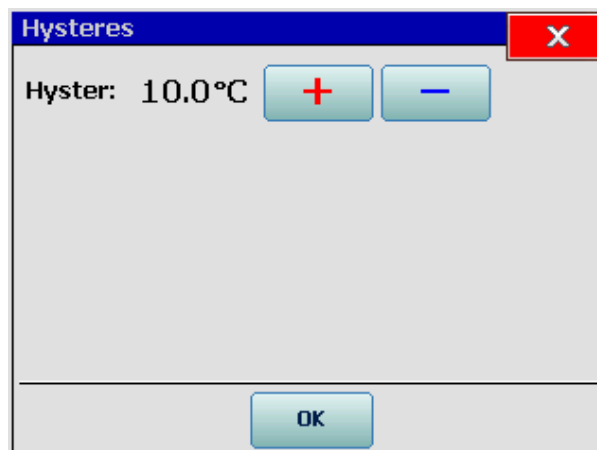 Hysteres X
Hyster: 10.0°C + −
OK